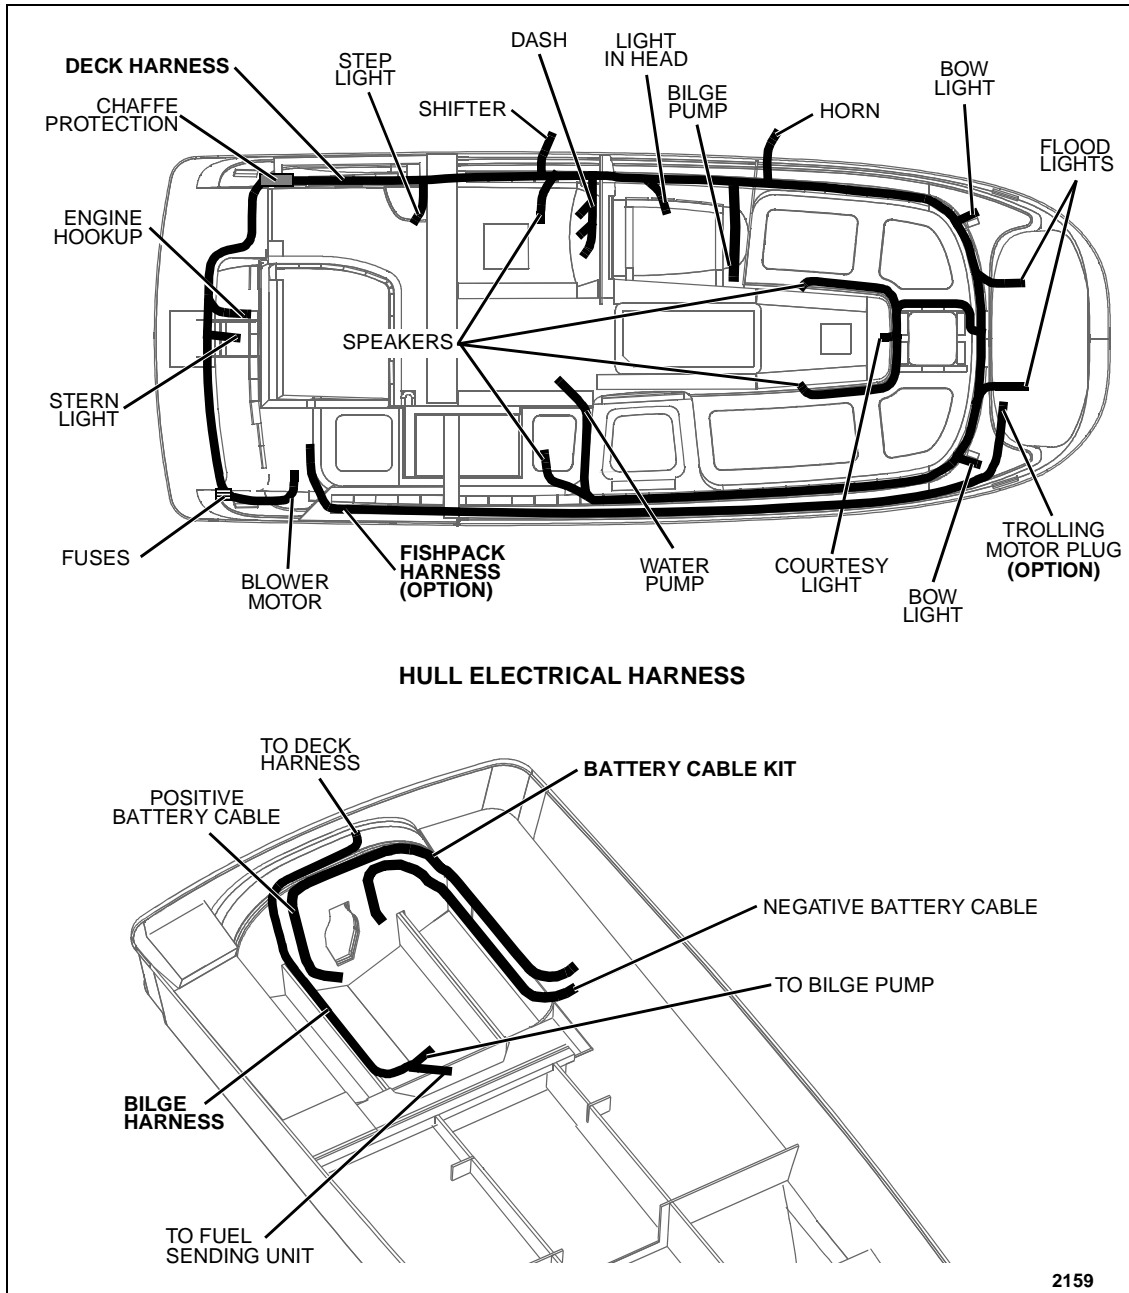 DECK HARNESS
CHAFFE
PROTECTION
STEP
LIGHT
SHIFTER
DASH
LIGHT
IN HEAD
BILGE
PUMP
HORN
BOW
LIGHT
FLOOD
LIGHTS
ENGINE
HOOKUP
SPEAKERS
STERN
LIGHT
FUSES
BLOWER
MOTOR
FISHPACK
HARNESS
(OPTION)
WATER
PUMP
COURTESY
LIGHT
BOW
LIGHT
TROLLING
MOTOR PLUG
(OPTION)
HULL ELECTRICAL HARNESS
TO DECK
HARNESS
BATTERY CABLE KIT
POSITIVE
BATTERY CABLE
NEGATIVE BATTERY CABLE
TO BILGE PUMP
BILGE
HARNESS
TO FUEL
SENDING UNIT
2159